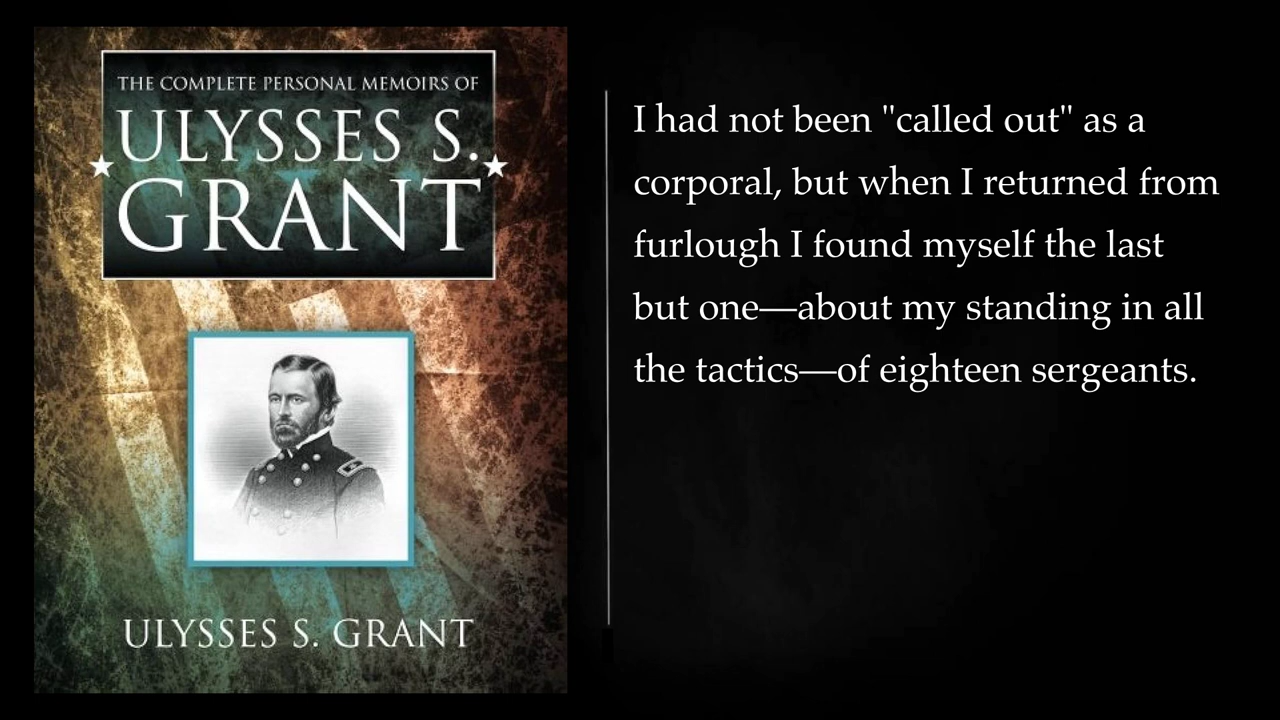 THE COMPLETE PERSONAL MEMOIRS OF
ULYSSES S.
GRANT
ULYSSES S. GRANT
I had not been "called out" as a
corporal, but when I returned from
furlough I found myself the last
but one—about my standing in all
the tactics—of eighteen sergeants.